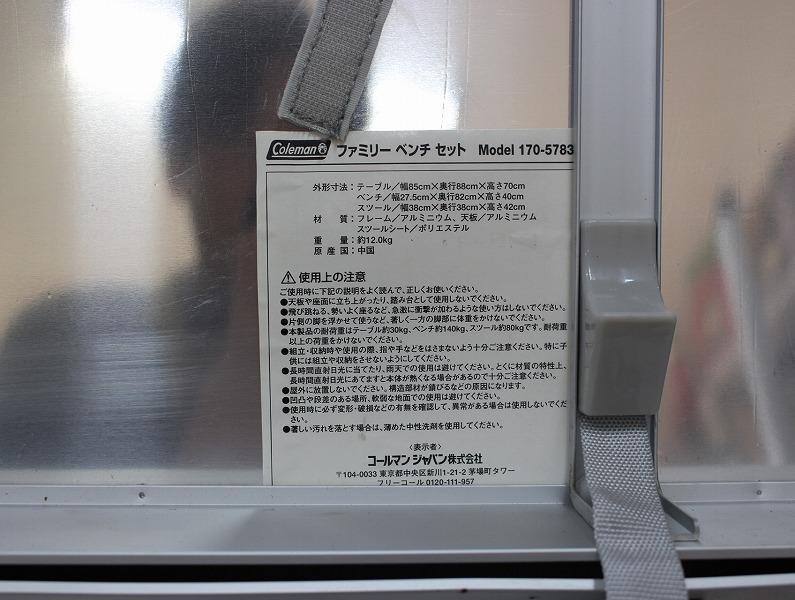 Coleman ファミリー ベンチ セット Model 170-5783
外形寸法：テーブル／幅85cm×奥行88cm×高さ70cm
ベンチ／幅27.5cm×奥行82cm×高さ40cm
スツール／幅38cm×奥行38cm×高さ42cm
材 質：フレーム／アルミニウム、天板／アルミニウム
スツールシート／ポリエステル
重 量：約12.0kg
原産国：中国
使用上の注意
ご使用時に下記の説明をよく読んで、正しくお使いください。
●天板や座面に立ち上がったり、踏み台として使用しないでください。
●飛び跳ねる、勢いよく座るなど、急激に衝撃が加わるような使い方はしないでください。
●片側の脚を浮かせて使うなど、著しく一方の脚部に体重をかけないでください。
●本製品の耐荷重はテーブル約30kg、ベンチ約140kg、スツール約80kgです。耐荷重
以上の荷重をかけないでください。
●組立・収納時や使用の際、指や手などをはさまないよう十分ご注意ください。特に子
供には組立や収納をさせないようにしてください。
●長時間直射日光に当てたり、雨天での使用は避けてください。とくに材質の特性上、
長時間直射日光にあてますと本体が熱くなる場合があるので十分ご注意ください。
●屋外に放置しないでください。構造部材が錆びるなどの原因になります。
●凹凸や段差のある場所、軟弱な地面での使用は避けてください。
●使用時に必ず変形・破損などの有無を確認して、異常がある場合は使用しないでくだ
さい。
●著しい汚れを落とす場合は、薄めた中性洗剤を使用してください。
〈表示者〉
コールマン ジャパン株式会社
〒104-0033 東京都中央区新川1-21-2 茅場町タワー
フリーコール 0120-111-957